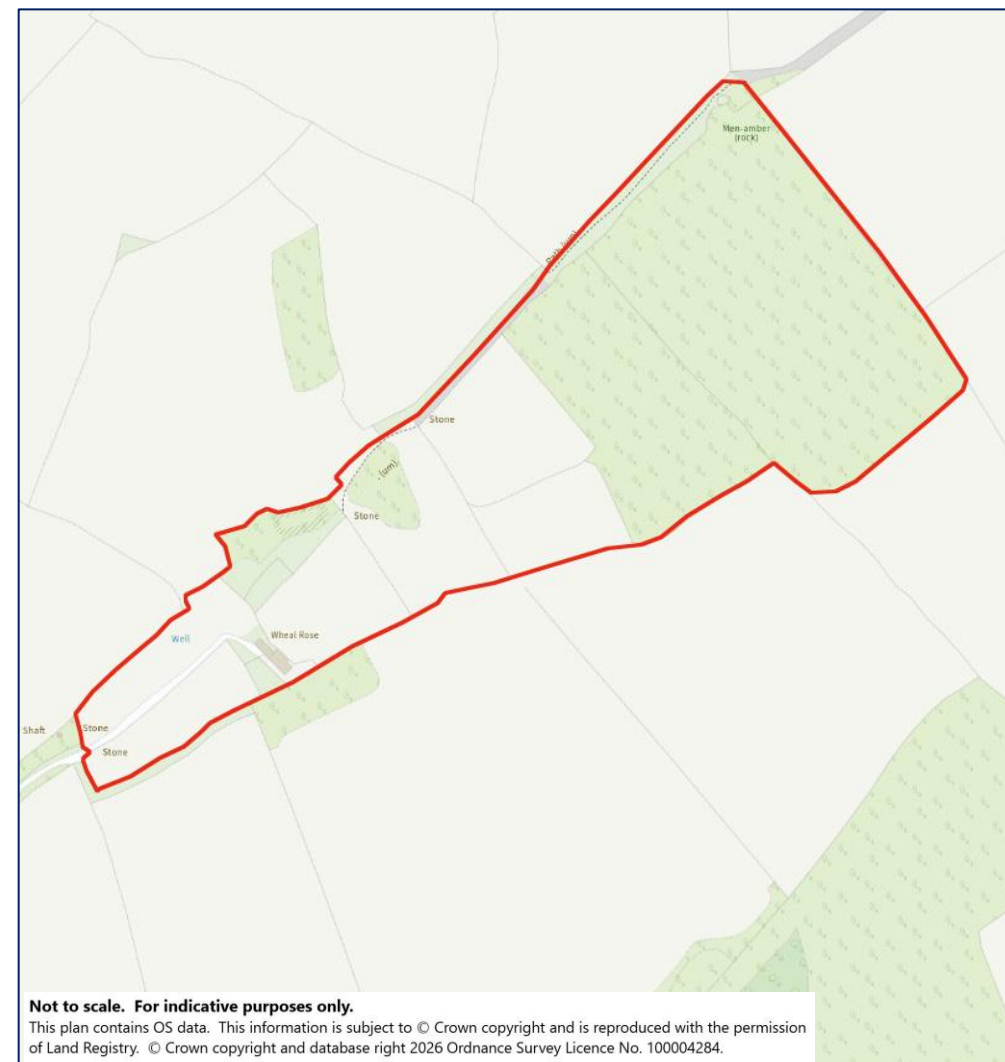 Men-amber
(rock)
Path (um)
Stone
(um)
Stone
Wheal Rose
Well
Shaft
Stone
Stone
Not to scale. For indicative purposes only.
This plan contains OS data. This information is subject to © Crown copyright and is reproduced with the permission
of Land Registry. © Crown copyright and database right 2026 Ordnance Survey Licence No. 100004284.